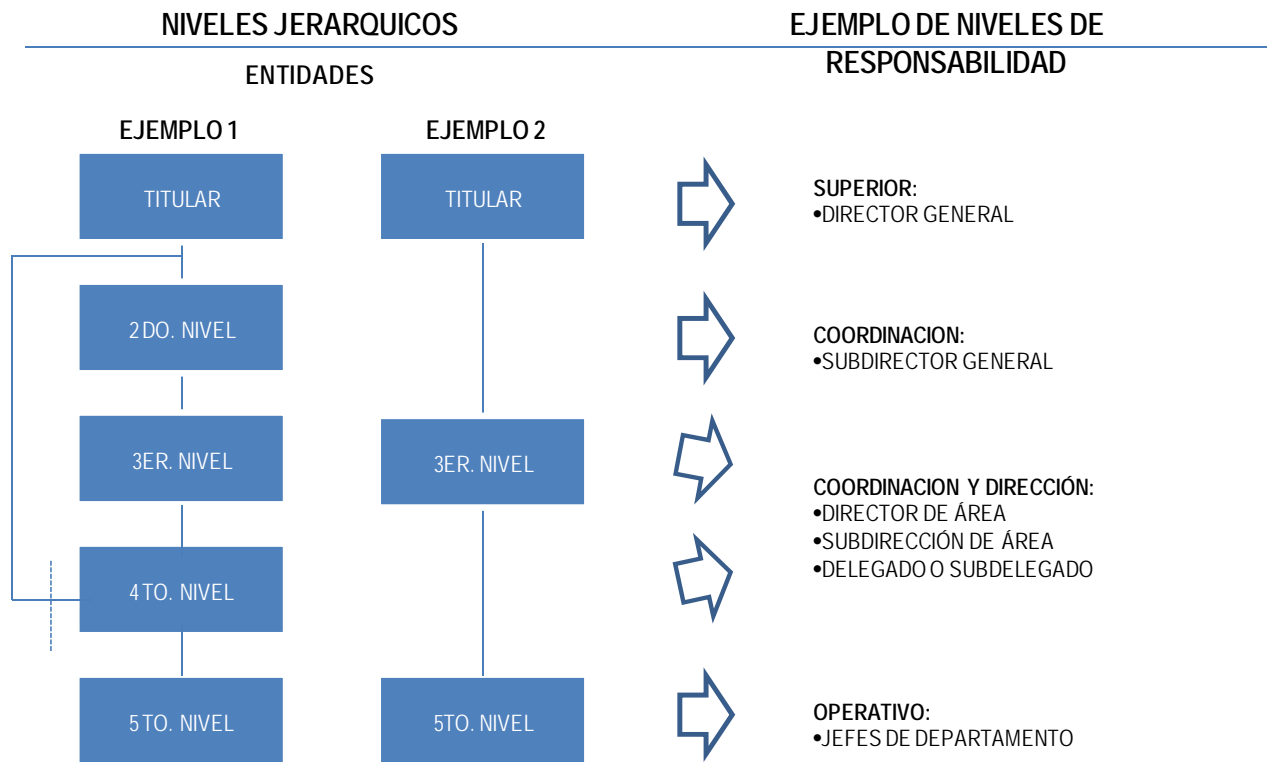 NIVELES JERARQUICOS
ENTIDADES
EJEMPLO 1
TITULAR
2DO. NIVEL
3ER. NIVEL
4TO. NIVEL
5TO. NIVEL
EJEMPLO 2
TITULAR
3ER. NIVEL
5TO. NIVEL
EJEMPLO DE NIVELES DE
RESPONSABILIDAD
SUPERIOR:
•DIRECTOR GENERAL
COORDINACION:
•SUBDIRECTOR GENERAL
COORDINACION Y DIRECCIÓN:
•DIRECTOR DE ÁREA
•SUBDIRECCIÓN DE ÁREA
•DELEGADO O SUBDELEGADO
OPERATIVO:
•JEFES DE DEPARTAMENTO